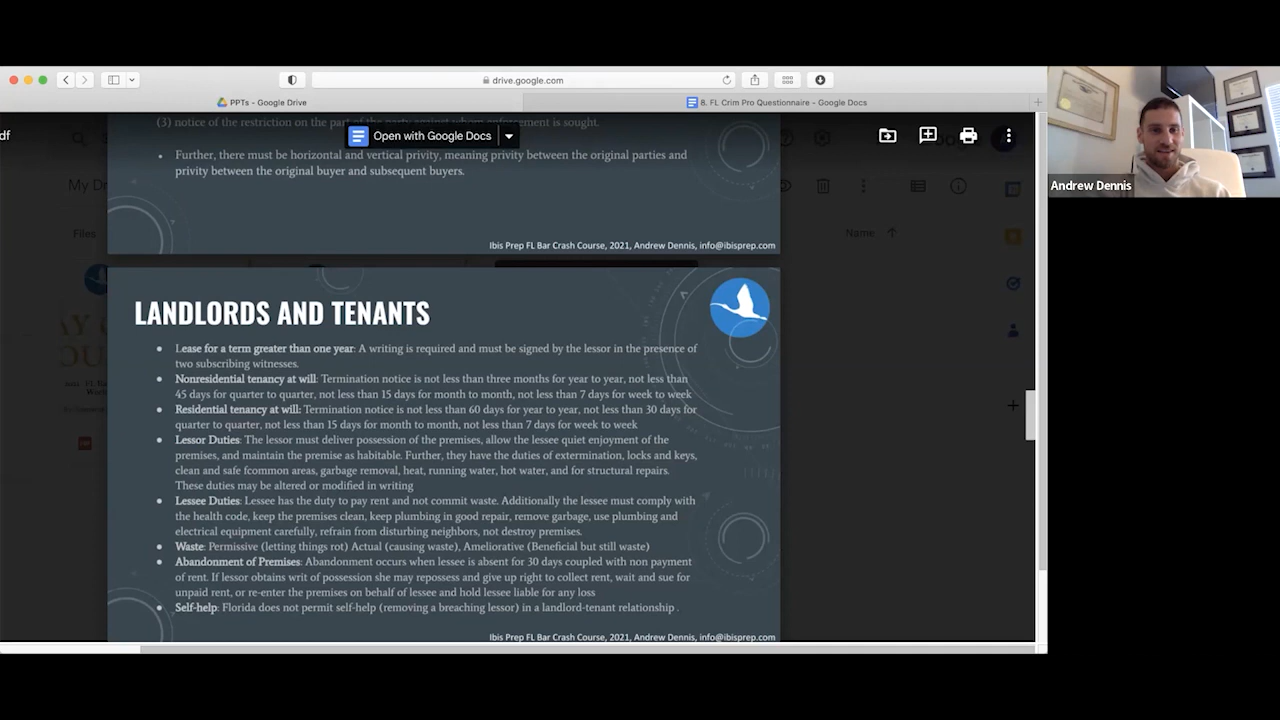 drive.google.com
PPTs - Google Drive
8. FL Crim Pro Questionnaire - Google Docs
df
Open with Google Docs
(3) notice of the restriction on the part of the party against whom enforcement is sought.
• Further, there must be horizontal and vertical privity, meaning privity between the original parties and
privity between the original buyer and subsequent buyers.
My Dr
Files
Name
Andrew Dennis
Ibis Prep FL Bar Crash Course, 2021, Andrew Dennis, info@ibisprep.com
LANDLORDS AND TENANTS
• Lease for a term greater than one year: A writing is required and must be signed by the lessor in the presence of
two subscribing witnesses.
• Nonresidential tenancy at will: Termination notice is not less than three months for year to year, not less than
45 days for quarter to quarter, not less than 15 days for month to month, not less than 7 days for week to week
• Residential tenancy at will: Termination notice is not less than 60 days for year to year, not less than 30 days for
quarter to quarter, not less than 15 days for month to month, not less than 7 days for week to week
• Lessor Duties: The lessor must deliver possession of the premises, allow the lessee quiet enjoyment of the
premises, and maintain the premise as habitable. Further, they have the duties of extermination, locks and keys,
clean and safe fcommon areas, garbage removal, heat, running water, hot water, and for structural repairs.
These duties may be altered or modified in writing
• Lessee Duties: Lessee has the duty to pay rent and not commit waste. Additionally the lessee must comply with
the health code, keep the premises clean, keep plumbing in good repair, remove garbage, use plumbing and
electrical equipment carefully, refrain from disturbing neighbors, not destroy premises.
• Waste: Permissive (letting things rot) Actual (causing waste), Ameliorative (Beneficial but still waste)
• Abandonment of Premises: Abandonment occurs when lessee is absent for 30 days coupled with non payment
of rent. If lessor obtains writ of possession she may repossess and give up right to collect rent, wait and sue for
unpaid rent, or re-enter the premises on behalf of lessee and hold lessee liable for any loss
• Self-help: Florida does not permit self-help (removing a breaching lessor) in a landlord-tenant relationship .
Ibis Prep FL Bar Crash Course, 2021, Andrew Dennis, info@ibisprep.com